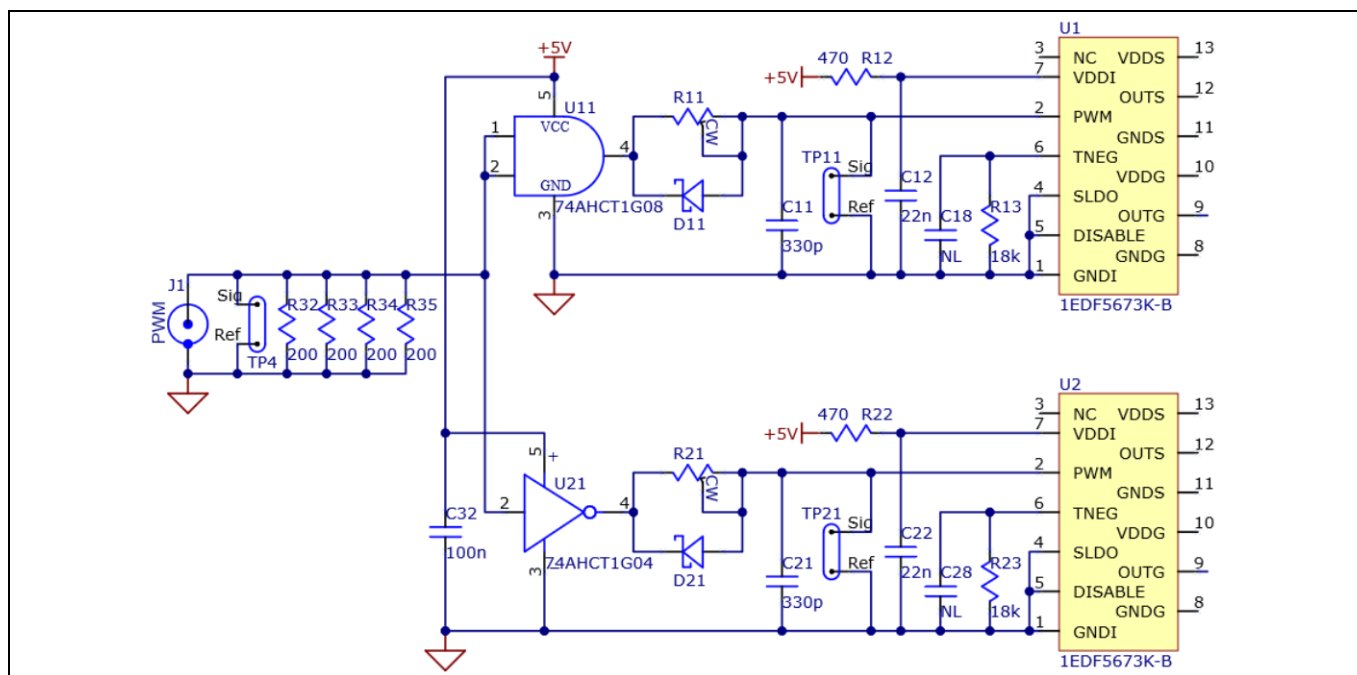 U1
+5V
470 R12
+5V
3 NC VDDS 13
7 VDDI
OUTS 12
5 U11
R11
VCC
1
2
CW
2 PWM
GNDS 11
4
TP11
Sig
6 TNEG
VDDG 10
GND
3
74AHCT1G08
D11
C12
22n
C18
R13
4 SLDO
OUTG 9
Ref
C11
330p
NL
18k
5 DISABLE
GNDG 8
1 GNDI
1EDF5673K-B
J1
PWM
Sig
Ref
TP4
R32 R33 R34 R35
200 200 200 200
U2
470 R22
+5V
3 NC VDDS 13
7 VDDI
OUTS 12
5 +
R21
U21
CW
2 PWM
GNDS 11
2
4
TP21
Sig
6 TNEG
VDDG 10
C32
100n
3
74AHCT1G04
D21
C22
22n
C28
R23
4 SLDO
OUTG 9
Ref
C21
330p
NL
18k
5 DISABLE
GNDG 8
1 GNDI
1EDF5673K-B